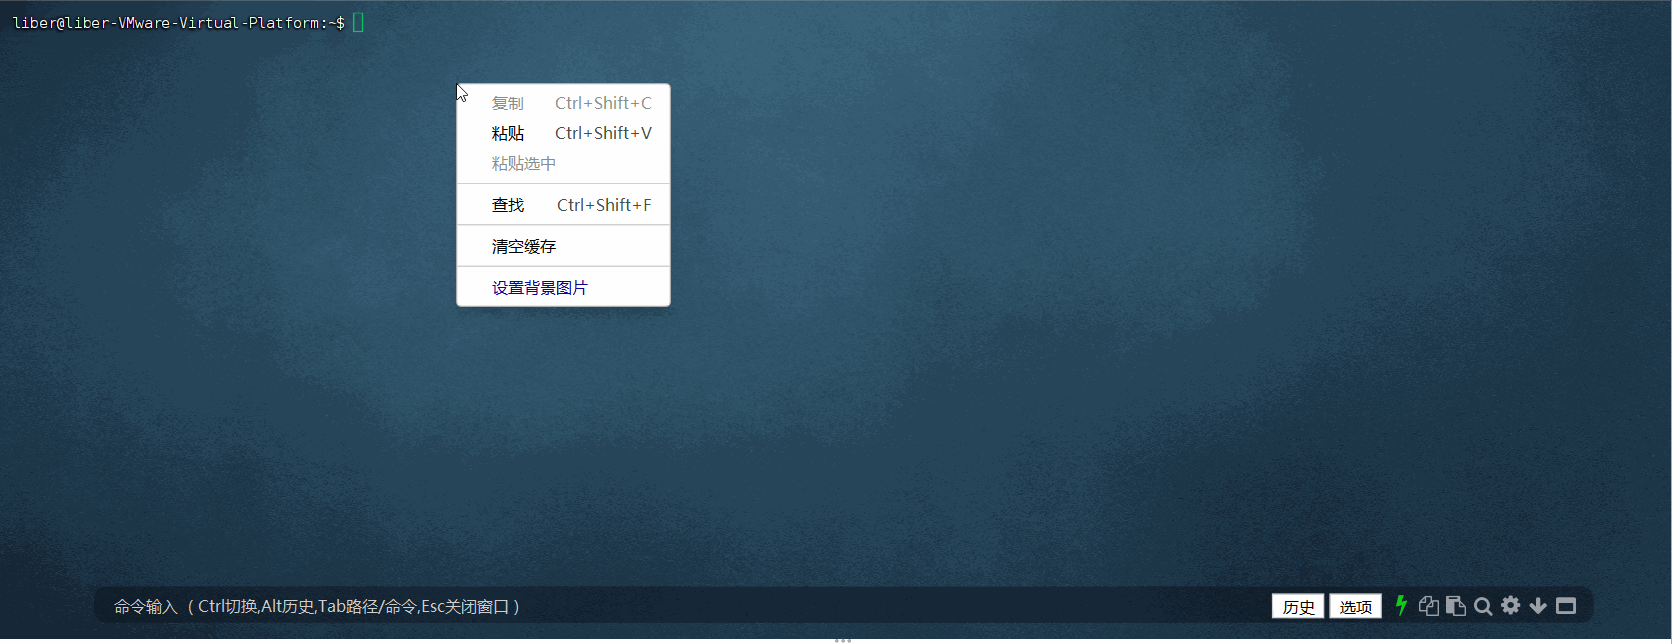 liber@liber-VMware-Virtual-Platform:~$
复制 Ctrl+Shift+C
粘贴 Ctrl+Shift+V
粘贴选中
查找 Ctrl+Shift+F
清空缓存
设置背景图片
命令输入 ( Ctrl切换,Alt历史,Tab路径/命令,Esc关闭窗口 ) 历史 选项